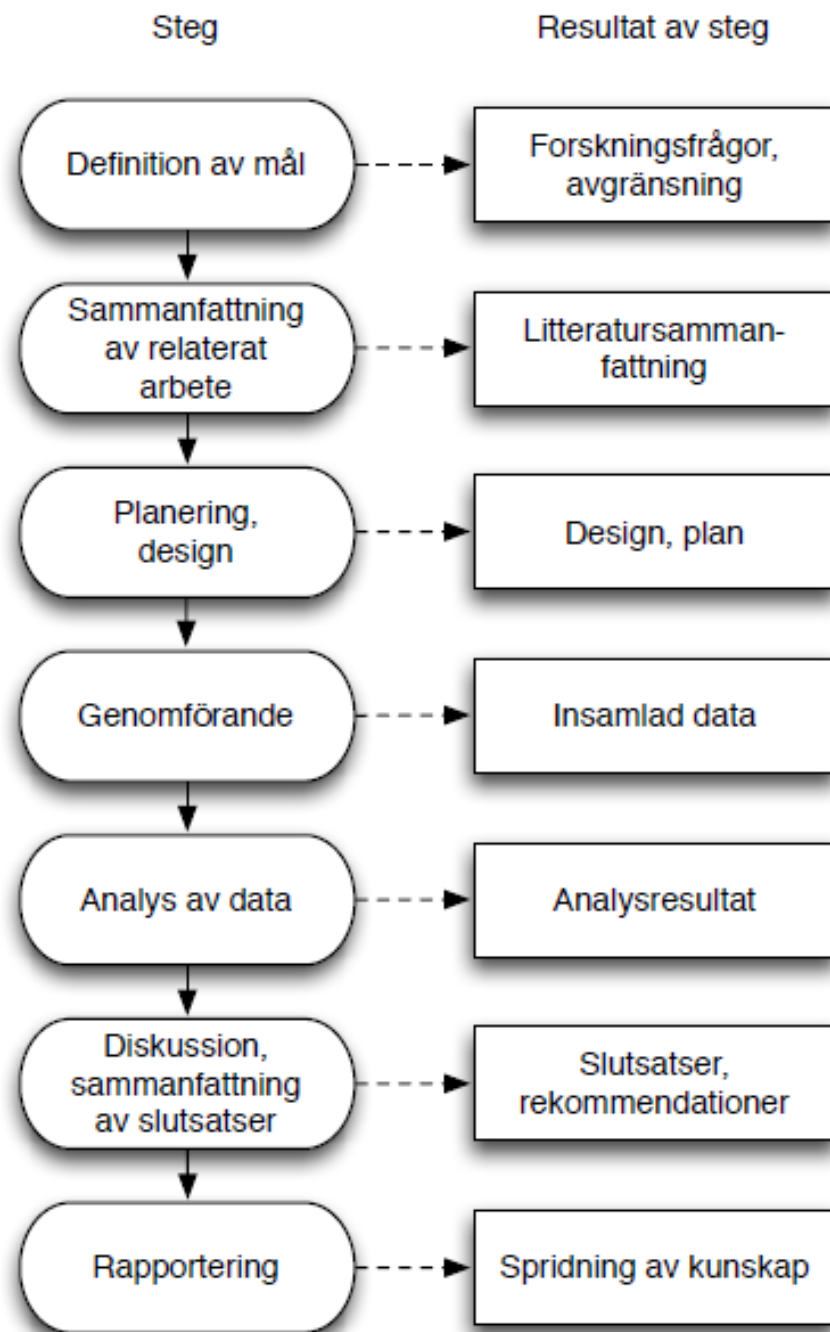 Steg
Resultat av steg
Definition av mål
Forskningsfrågor,
avgränsning
Sammanfattning
av relaterat
arbete
Litteratursamman-
fattning
Planering,
design
Design, plan
Genomförande
Insamlad data
Analys av data
Analysresultat
Diskussion,
sammanfattning
av slutsatser
Slutsatser,
rekommendationer
Rapportering
Spridning av kunskap